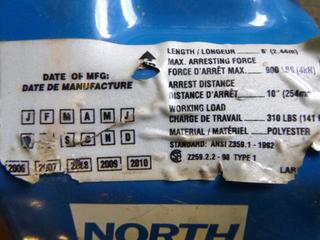 LENGTH / LONGEUR 6' (2.44m)
MAX. ARRESTING FORCE
FORCE D'ARRÊT MAX. 900 LBS (4kN)
ARREST DISTANCE
DISTANCE D'ARRÊT 10" (254mm
WORKING LOAD
CHARGE DE TRAVAIL 310 LBS (141
MATERIAL / MATÉRIEL POLYESTER
STANDARD: ANSI Z359.1 - 1992
Z259.2.2 - 98 TYPE 1
LAR
DATE OF MFG:
DATE DE MANUFACTURE
J F M A M J
S O N D
2006 2007 2008 2009 2010
NORTH